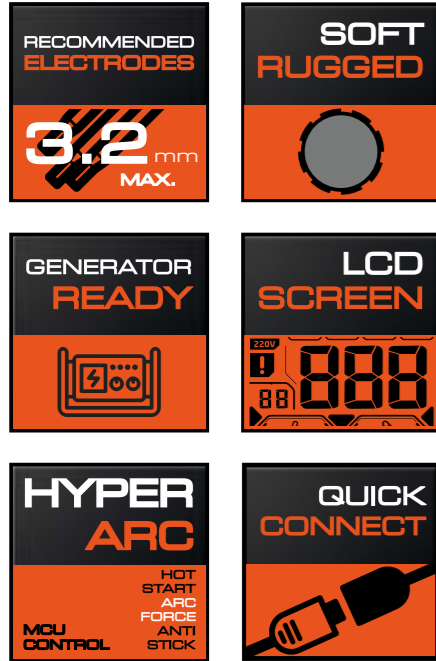 RECOMMENDED
ELECTRODES
3.2 mm
MAX.
SOFT
RUGGED
GENERATOR
READY
LCD
SCREEN
220V
!
88
888
HYPER
ARC
HOT
START
ARC
FORCE
MCU
CONTROL
ANTI
STICK
QUICK
CONNECT